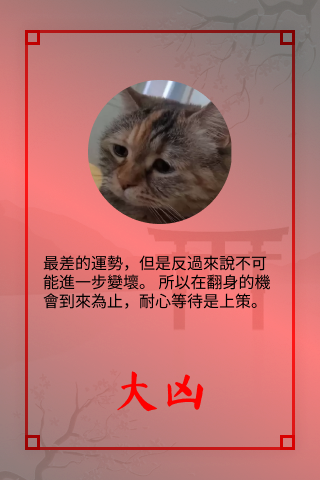 最差的運勢，但是反過來說不可
能進一步變壞。 所以在翻身的機
會到來為止，耐心等待是上策。
大凶